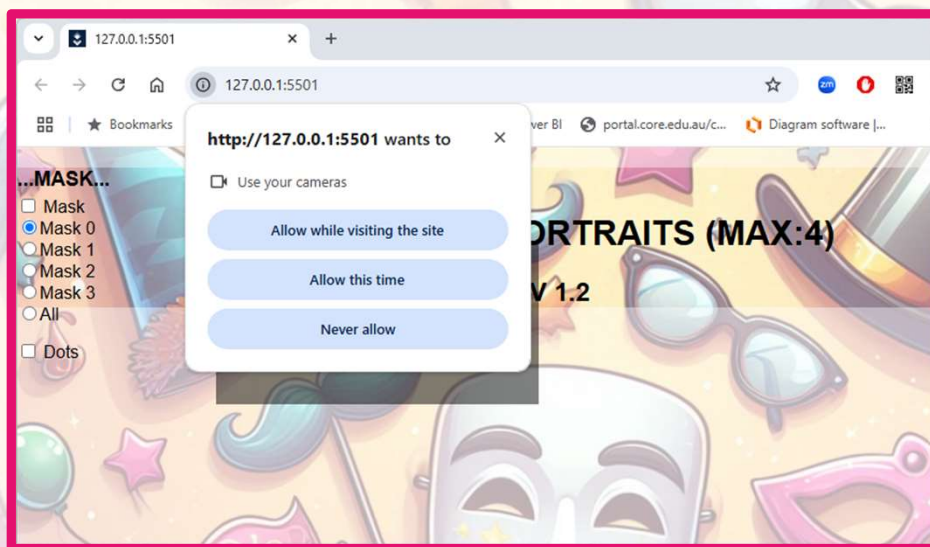 127.0.0.1:5501
127.0.0.1:5501
zm
Bookmarks
ver BI
portal.core.edu.au/c...
Diagram software |...
http://127.0.0.1:5501 wants to
Use your cameras
Allow while visiting the site
Allow this time
Never allow
...MASK...
Mask
Mask 0
Mask 1
Mask 2
Mask 3
All
Dots
ORTRAITS (MAX:4)
V 1.2